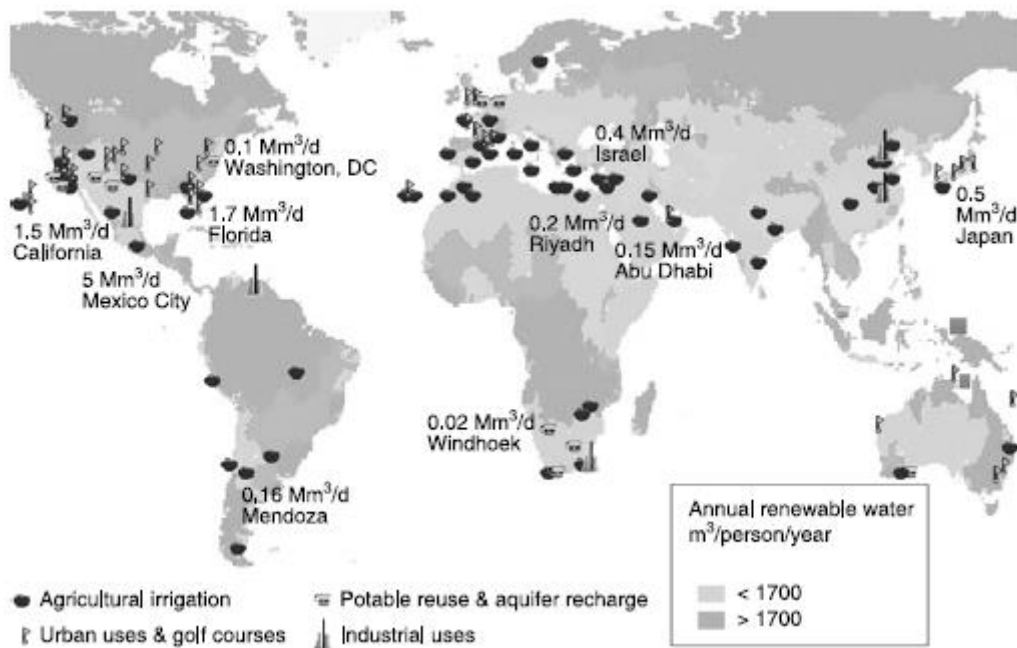 0.1 Mm³/d
Washington, DC
1.7 Mm³/d
Florida
1.5 Mm³/d
California
5 Mm³/d
Mexico City
0.4 Mm³/d
Israel
0.2 Mm³/d
Riyadh
0.15 Mm³/d
Abu Dhabi
0.5
Mm³/d
Japan
0.02 Mm³/d
Windhoek
0.16 Mm³/d
Mendoza
Annual renewable water
m³/person/year
< 1700
> 1700
Agricultural irrigation
Potable reuse & aquifer recharge
Urban uses & golf courses
Industrial uses